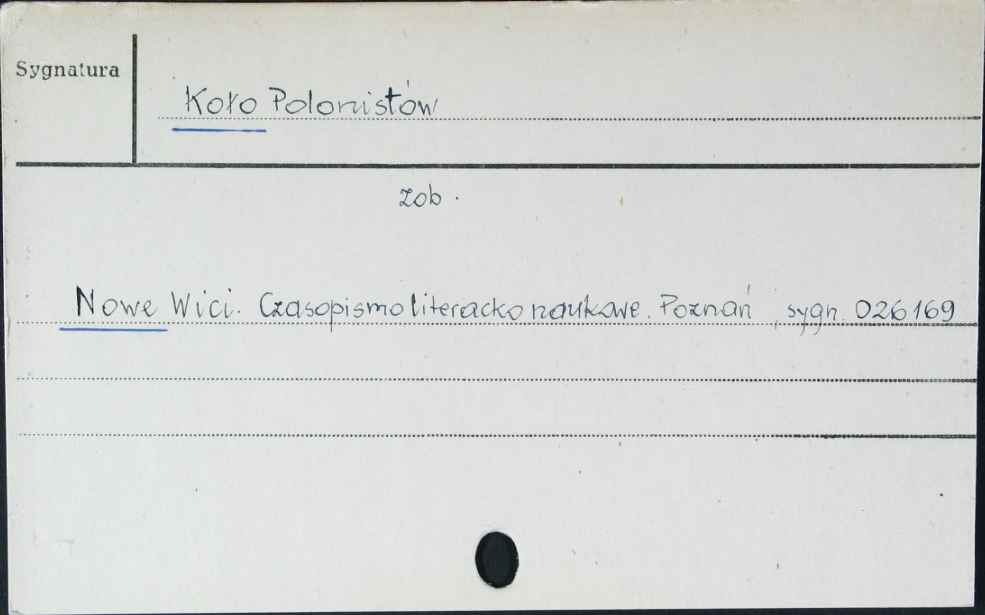 Sygnatura
Koło Polonistów
zob.
Nowe Wici. Czasopismo literacko naukowe. Poznań, sygn. 026169